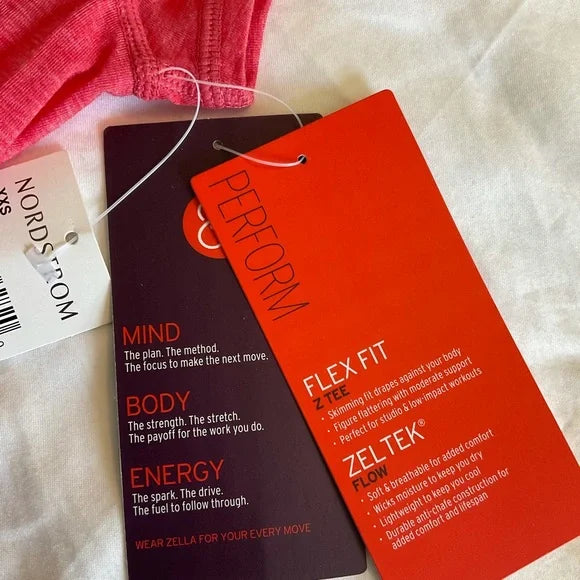 NORDSTROM
XXS
MIND
The plan. The method.
The focus to make the next move.
BODY
The strength. The stretch.
The payoff for the work you do.
ENERGY
The spark. The drive.
The fuel to follow through.
WEAR ZELLA FOR YOUR EVERY MOVE
PERFORM
FLEX FIT
Z TEE
• Skimming fit drapes against your body
• Figure flattering with moderate support
• Perfect for studio & low-impact workouts
ZELTEK®
FLOW
• Soft & breathable for added comfort
• Wicks moisture to keep you dry
• Lightweight to keep you cool
• Durable anti-chafe construction for
added comfort and lifespan